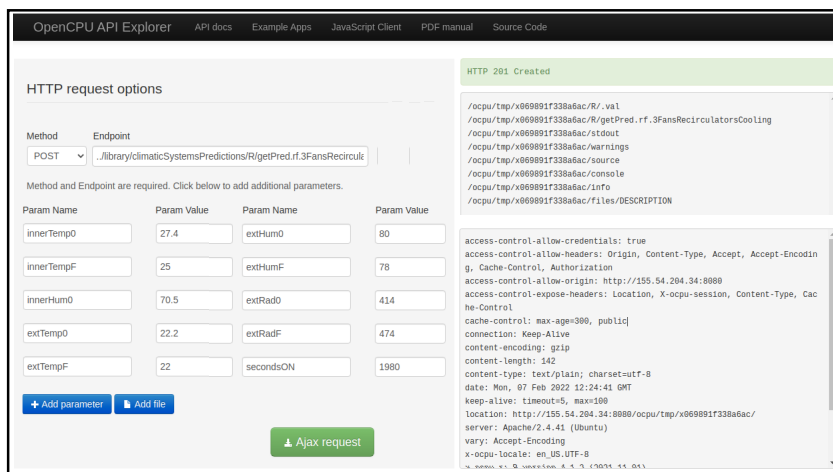 OpenCPU API Explorer API docs Example Apps JavaScript Client PDF manual Source Code
HTTP request options
Method Endpoint
POST ../library/climaticSystemsPredictions/R/getPred.rf.3FansRecircula
Method and Endpoint are required. Click below to add additional parameters.
Param Name Param Value Param Name Param Value
innerTemp0 27.4 extHum0 80
innerTempF 25 extHumF 78
innerHum0 70.5 extRad0 414
extTemp0 22.2 extRadF 474
extTempF 22 secondsON 1980
Add parameter Add file
Ajax request
HTTP 201 Created
/ocpu/tmp/x069891f338a6ac/R/.val
/ocpu/tmp/x069891f338a6ac/R/getPred.rf.3FansRecirculatorsCooling
/ocpu/tmp/x069891f338a6ac/stdout
/ocpu/tmp/x069891f338a6ac/warnings
/ocpu/tmp/x069891f338a6ac/source
/ocpu/tmp/x069891f338a6ac/console
/ocpu/tmp/x069891f338a6ac/info
/ocpu/tmp/x069891f338a6ac/files/DESCRIPTION
access-control-allow-credentials: true
access-control-allow-headers: Origin, Content-Type, Accept, Accept-Encodin
g, Cache-Control, Authorization
access-control-allow-origin: http://155.54.204.34:8080
access-control-expose-headers: Location, X-ocpu-session, Content-Type, Cac
he-Control
cache-control: max-age=300, public
connection: Keep-Alive
content-encoding: gzip
content-length: 142
content-type: text/plain; charset=utf-8
date: Mon, 07 Feb 2022 12:24:41 GMT
keep-alive: timeout=5, max=100
location: http://155.54.204.34:8080/ocpu/tmp/x069891f338a6ac/
server: Apache/2.4.41 (Ubuntu)
vary: Accept-Encoding
x-ocpu-locale: en_US.UTF-8